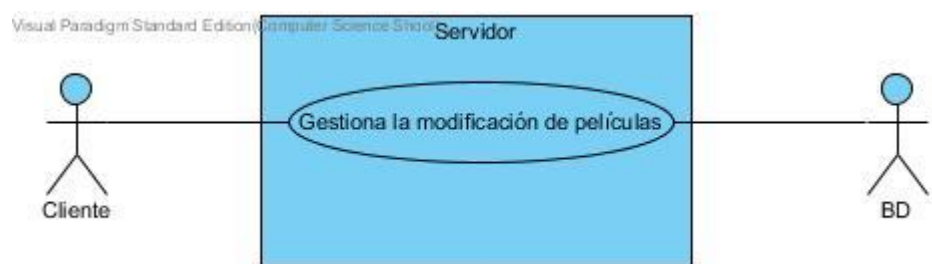 Visual Paradigm Standard Edition(Computer Science Shool)
Servidor
Gestiona la modificación de películas
Cliente
BD